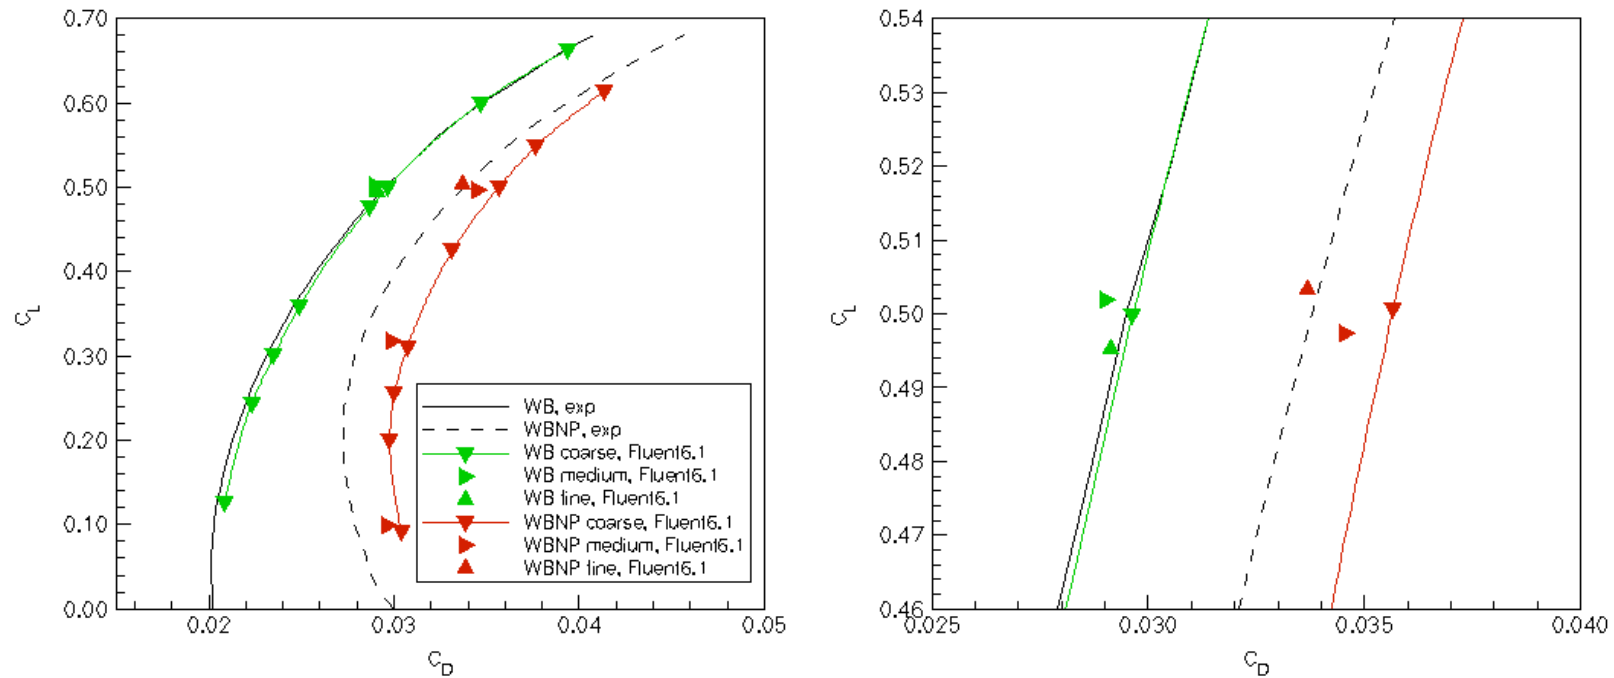 0.70
0.60
0.50
0.40
0.30
0.20
0.10
0.00
C_L
0.02
0.03
0.04
0.05
C_D
WB, exp
WBNP, exp
WB coarse, Fluent6.1
WB medium, Fluent6.1
WB fine, Fluent6.1
WBNP coarse, Fluent6.1
WBNP medium, Fluent6.1
WBNP fine, Fluent6.1
0.54
0.53
0.52
0.51
0.50
0.49
0.48
0.47
0.46
C_L
0.025
0.030
0.035
0.040
C_D